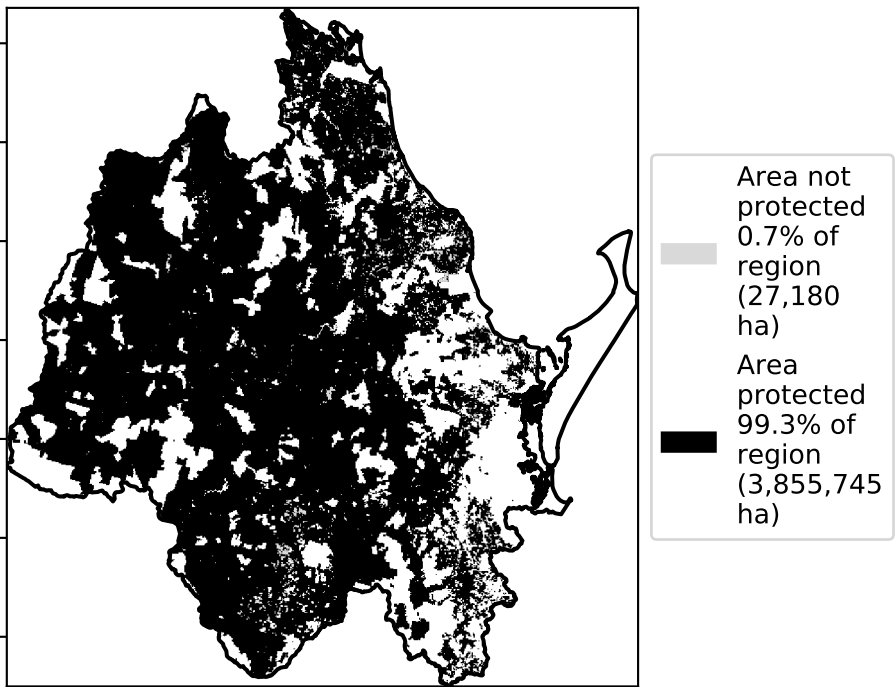 Area not
protected
0.7% of
region
(27,180
ha)
Area
protected
99.3% of
region
(3,855,745
ha)